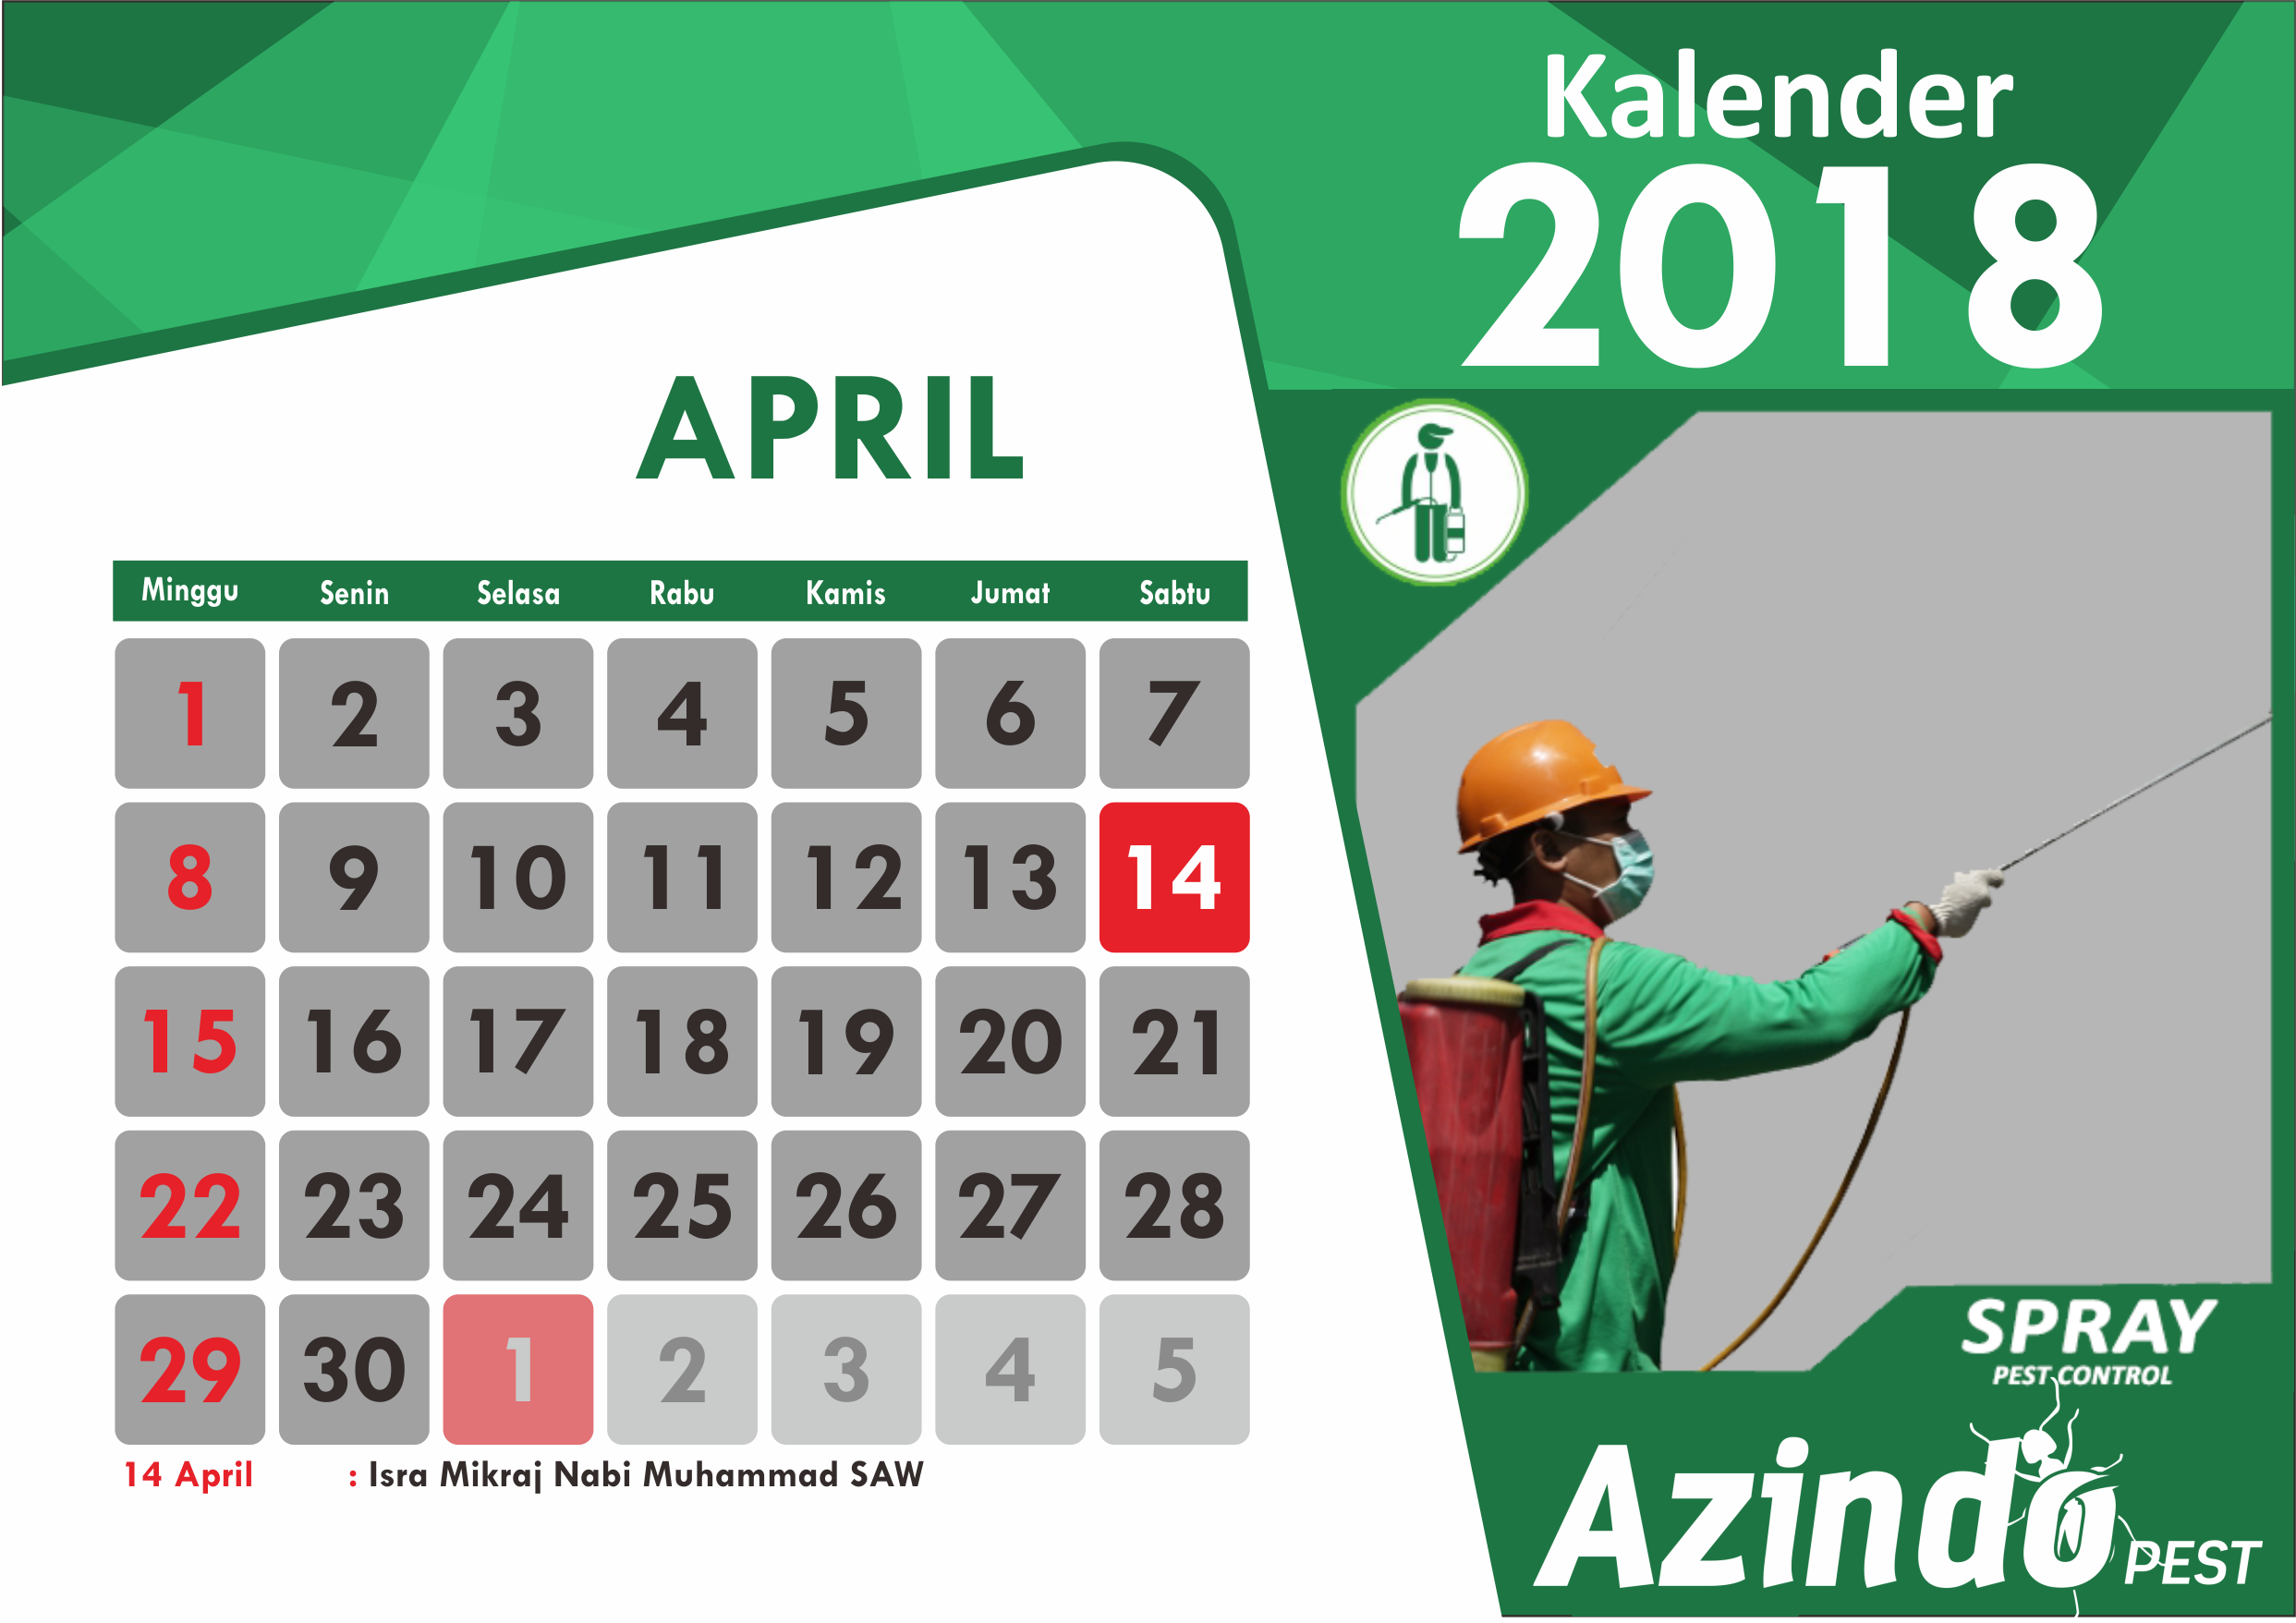 Kalender
2018
APRIL
Minggu Senin Selasa Rabu Kamis Jumat Sabtu
1 2 3 4 5 6 7
8 9 10 11 12 13 14
15 16 17 18 19 20 21
22 23 24 25 26 27 28
29 30 1 2 3 4 5
14 April : Isra Mikraj Nabi Muhammad SAW
SPRAY
PEST CONTROL
Azindo
PEST